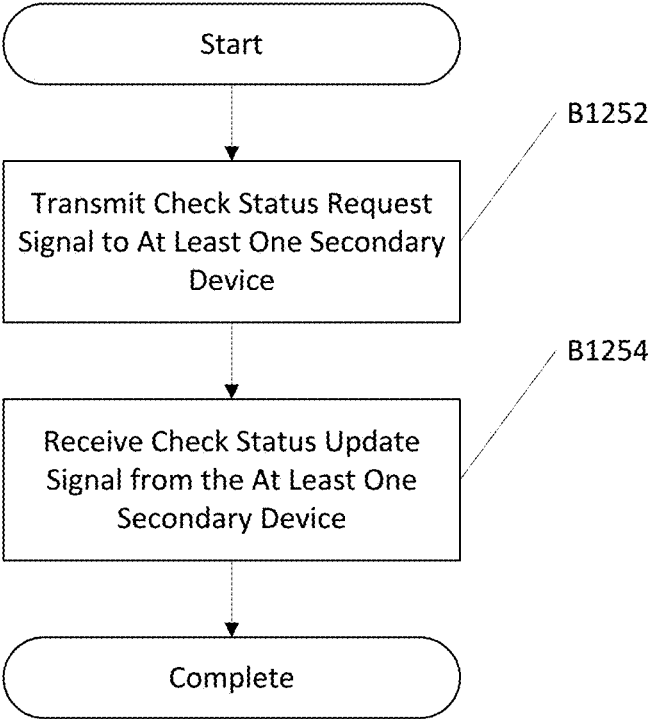 Start
B1252
Transmit Check Status Request
Signal to At Least One Secondary
Device
B1254
Receive Check Status Update
Signal from the At Least One
Secondary Device
Complete